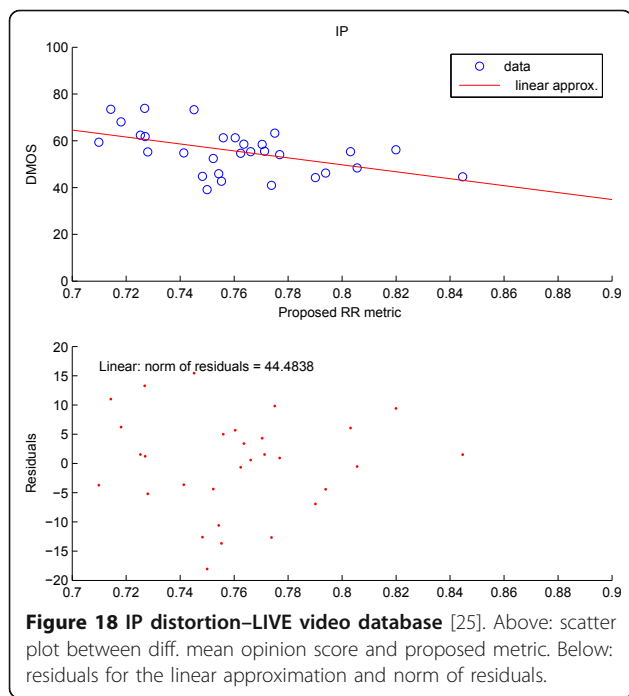 IP
data
linear approx.
100
80
60
40
20
0
DMOS
0.7 0.72 0.74 0.76 0.78 0.8 0.82 0.84 0.86 0.88 0.9
Proposed RR metric
Linear: norm of residuals = 44.4838
20
15
10
5
0
−5
−10
−15
−20
Residuals
0.7 0.72 0.74 0.76 0.78 0.8 0.82 0.84 0.86 0.88 0.9
Figure 18 IP distortion–LIVE video database [25]. Above: scatter
plot between diff. mean opinion score and proposed metric. Below:
residuals for the linear approximation and norm of residuals.